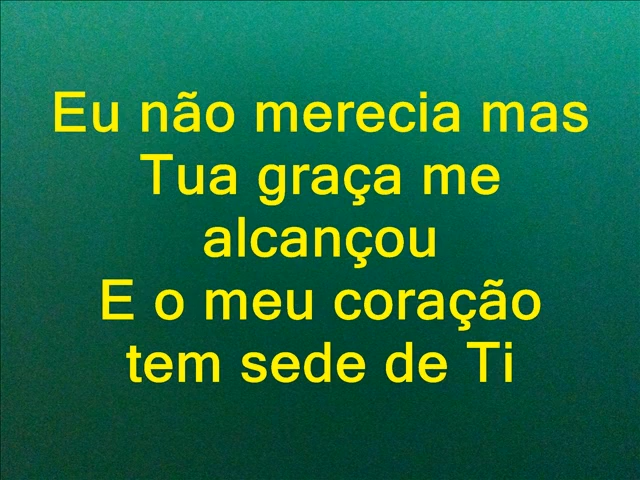 Eu não merecia mas
Tua graça me
alcançou
E o meu coração
tem sede de Ti